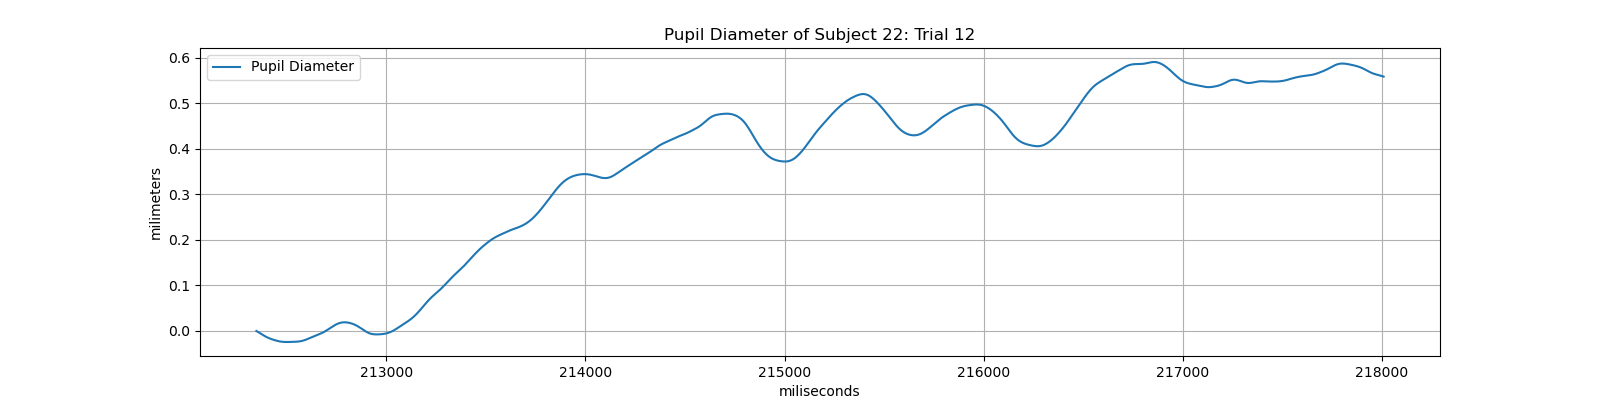 Pupil Diameter of Subject 22: Trial 12
Pupil Diameter
milimeters
0.6
0.5
0.4
0.3
0.2
0.1
0.0
213000 214000 215000 216000 217000 218000
miliseconds